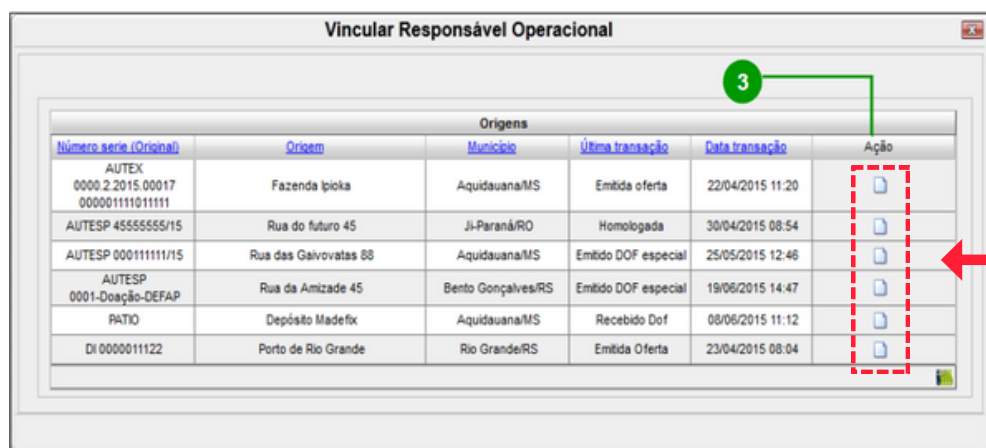 Vincular Responsável Operacional
3
Origens
Número serie (Original) Origem Município Última transação Data transação Ação
AUTEX
0000.2.2015.00017
000001111011111 Fazenda Ipioka Aquidauana/MS Emitida oferta 22/04/2015 11:20
AUTESP 45555555/15 Rua do futuro 45 Ji-Paraná/RO Homologada 30/04/2015 08:54
AUTESP 000111111/15 Rua das Gaivovatas 88 Aquidauana/MS Emitido DOF especial 25/05/2015 12:46
AUTESP
0001-Doação-DEFAP Rua da Amizade 45 Bento Gonçalves/RS Emitido DOF especial 19/06/2015 14:47
PATIO Depósito Madefix Aquidauana/MS Recebido Dof 08/06/2015 11:12
DI 0000011122 Porto de Rio Grande Rio Grande/RS Emitida Oferta 23/04/2015 08:04